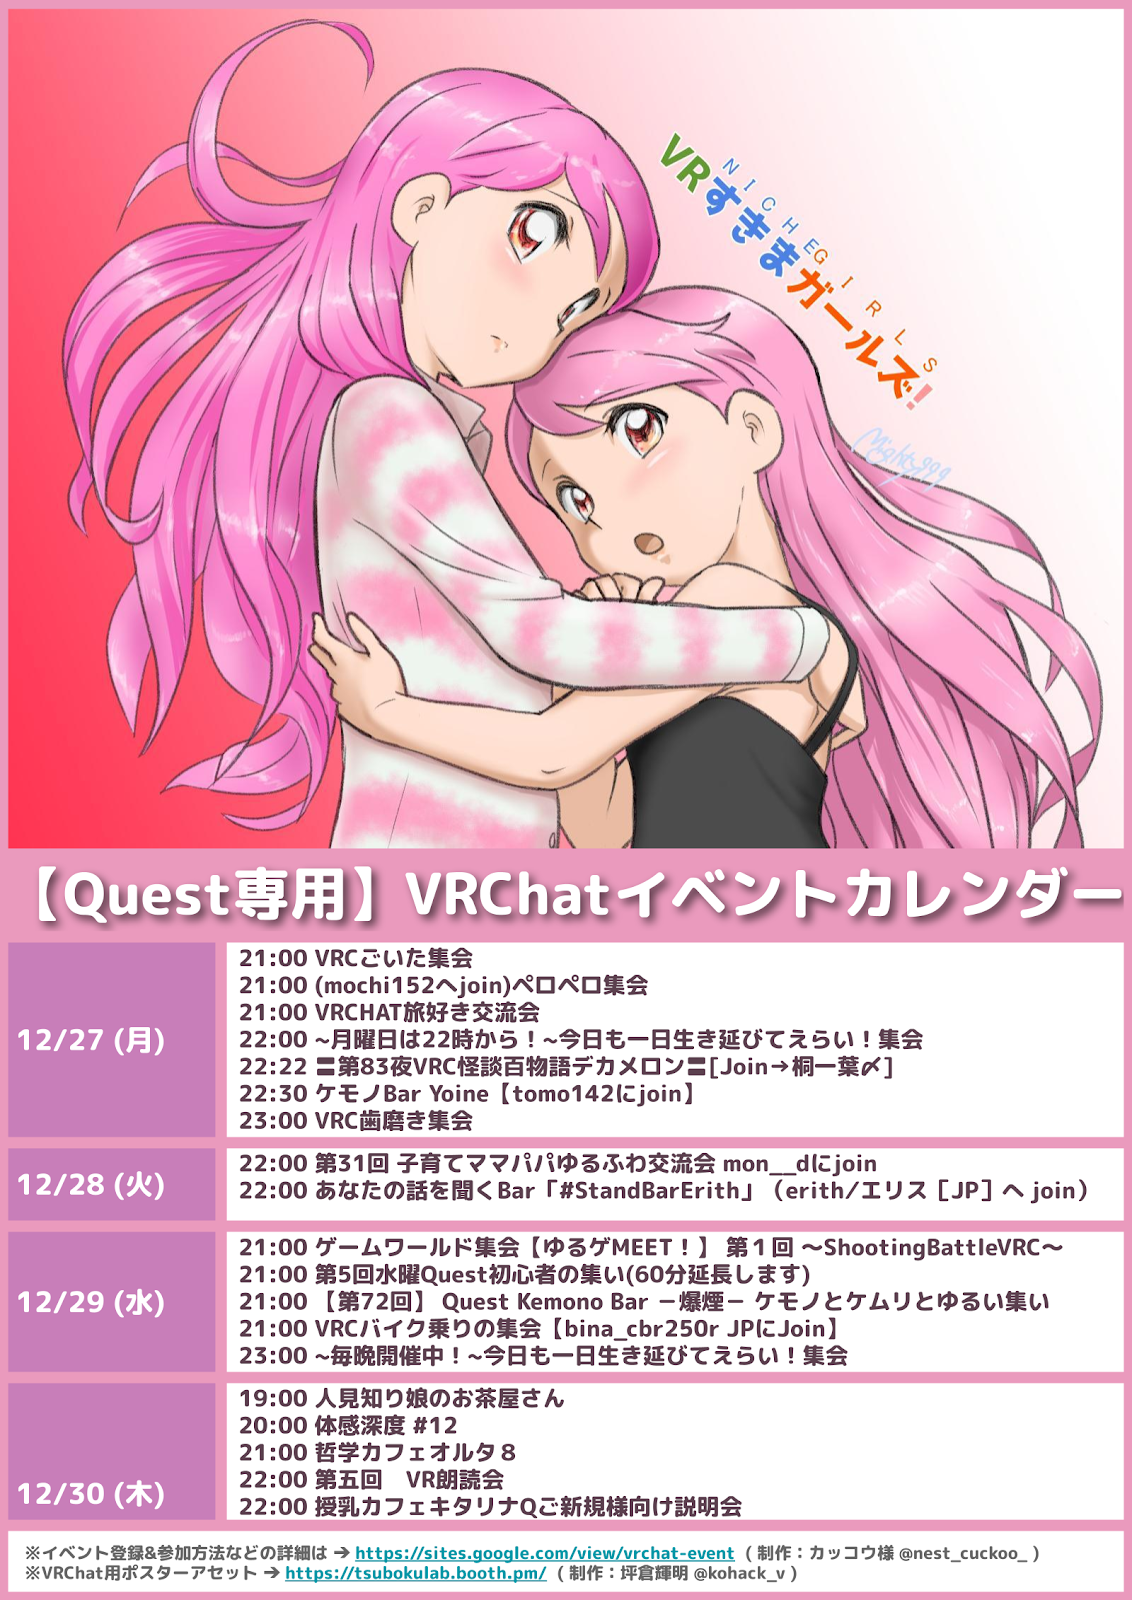 NICHE GIRLS
VRすきまガールズ!
Mighty999
【Quest専用】VRChatイベントカレンダー
12/27 (月)
21:00 VRCごいた集会
21:00 (mochi152へjoin)ペロペロ集会
21:00 VRCHAT旅好き交流会
22:00 ~月曜日は22時から！~今日も一日生き延びてえらい！集会
22:22 〓第83夜VRC怪談百物語デカメロン〓[Join→桐一葉〆]
22:30 ケモノBar Yoine【tomo142にjoin】
23:00 VRC歯磨き集会
12/28 (火)
22:00 第31回 子育てママパパゆるふわ交流会 mon__dにjoin
22:00 あなたの話を聞くBar「#StandBarErith」（erith/エリス［JP］へ join）
12/29 (水)
21:00 ゲームワールド集会【ゆるゲMEET！】 第１回 〜ShootingBattleVRC〜
21:00 第5回水曜Quest初心者の集い(60分延長します)
21:00 【第72回】 Quest Kemono Bar －爆煙－ ケモノとケムリとゆるい集い
21:00 VRCバイク乗りの集会【bina_cbr250r JPにJoin】
23:00 ~毎晩開催中！~今日も一日生き延びてえらい！集会
12/30 (木)
19:00 人見知り娘のお茶屋さん
20:00 体感深度 #12
21:00 哲学カフェオルタ８
22:00 第五回　VR朗読会
22:00 授乳カフェキタリナQご新規様向け説明会
※イベント登録&参加方法などの詳細は → https://sites.google.com/view/vrchat-event ( 制作：カッコウ様 @nest_cuckoo_ )
※VRChat用ポスターアセット → https://tsubokulab.booth.pm/ ( 制作：坪倉輝明 @kohack_v )